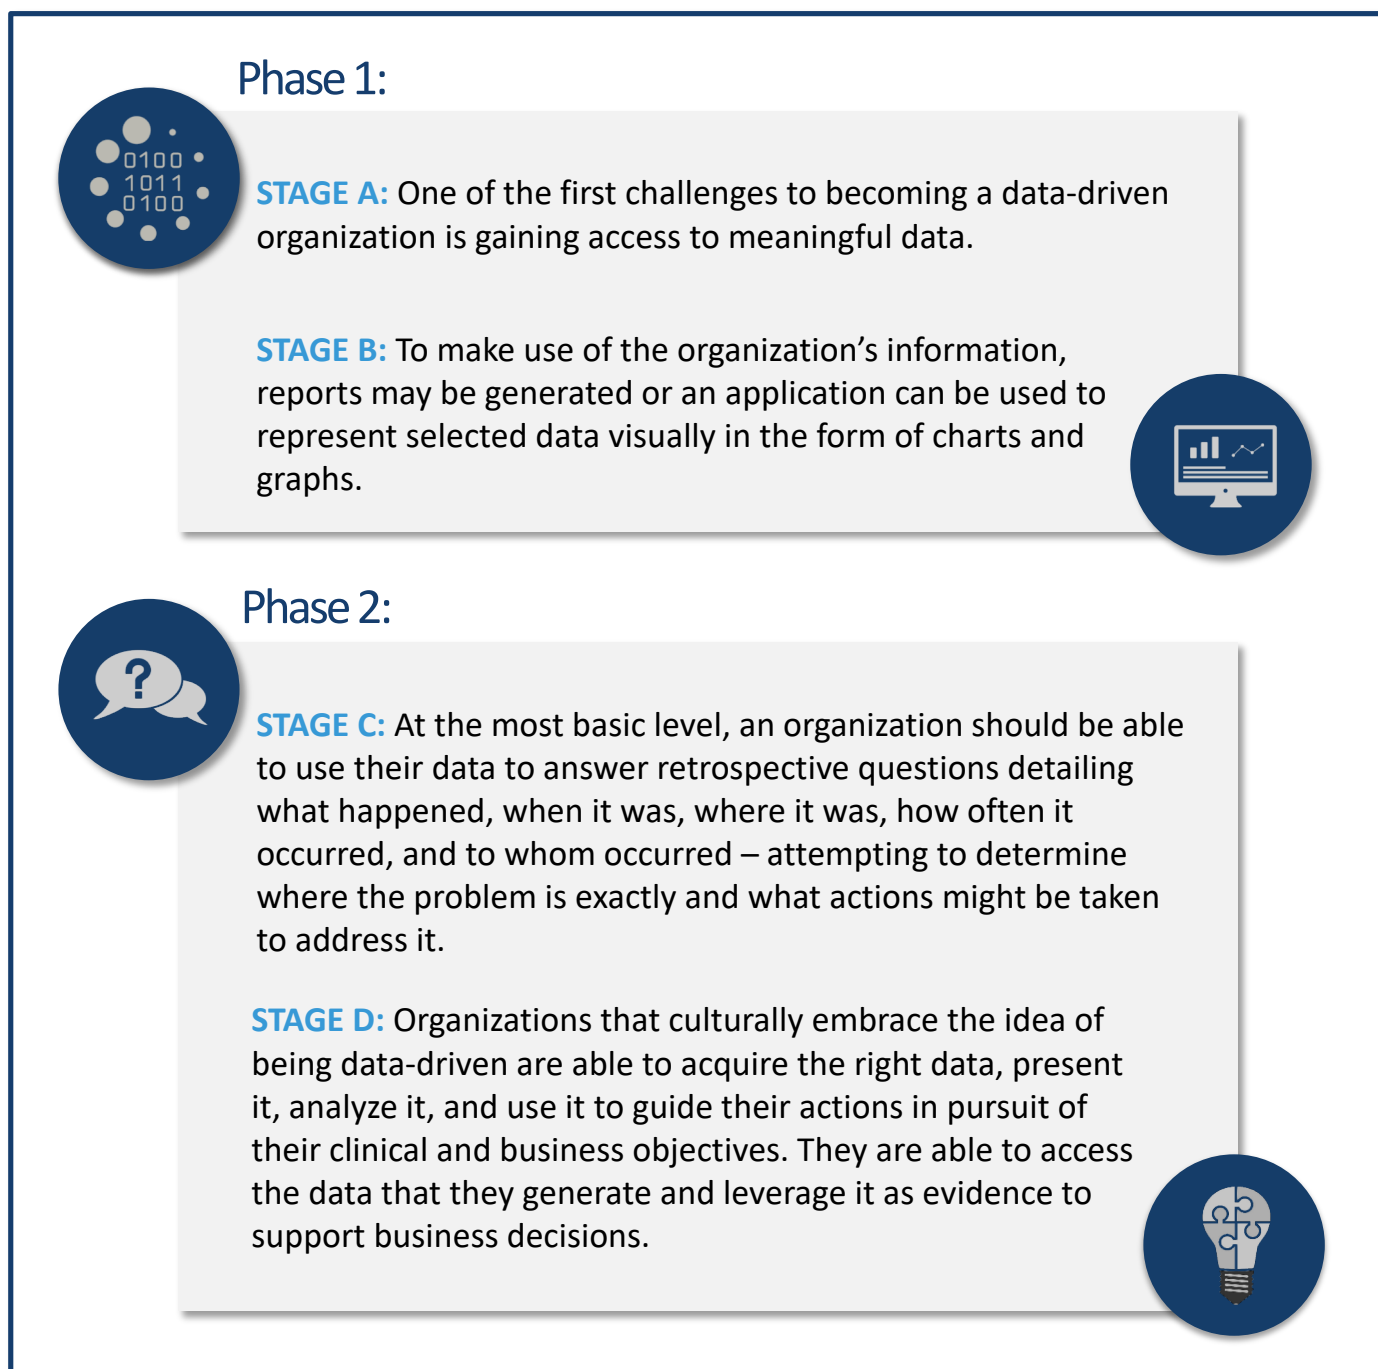 Phase 1:
0100
1011
0100
STAGE A: One of the first challenges to becoming a data-driven
organization is gaining access to meaningful data.
STAGE B: To make use of the organization’s information,
reports may be generated or an application can be used to
represent selected data visually in the form of charts and
graphs.
Phase 2:
?
STAGE C: At the most basic level, an organization should be able
to use their data to answer retrospective questions detailing
what happened, when it was, where it was, how often it
occurred, and to whom occurred – attempting to determine
where the problem is exactly and what actions might be taken
to address it.
STAGE D: Organizations that culturally embrace the idea of
being data-driven are able to acquire the right data, present
it, analyze it, and use it to guide their actions in pursuit of
their clinical and business objectives. They are able to access
the data that they generate and leverage it as evidence to
support business decisions.